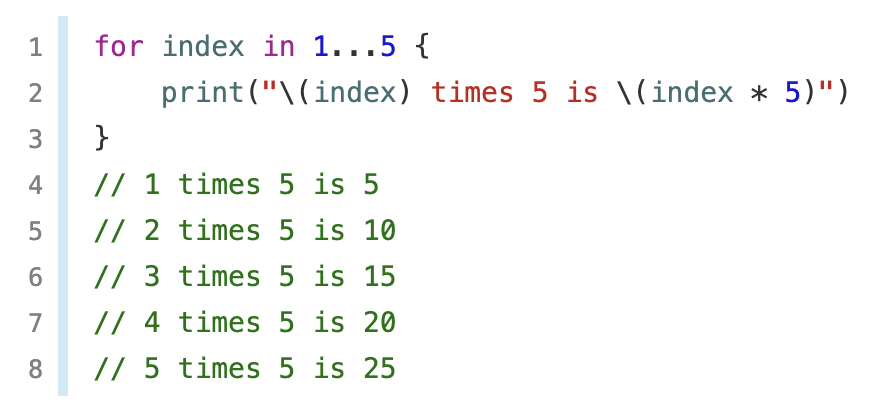 1 for index in 1...5 {
2     print("\(index) times 5 is \(index * 5)")
3 }
4 // 1 times 5 is 5
5 // 2 times 5 is 10
6 // 3 times 5 is 15
7 // 4 times 5 is 20
8 // 5 times 5 is 25